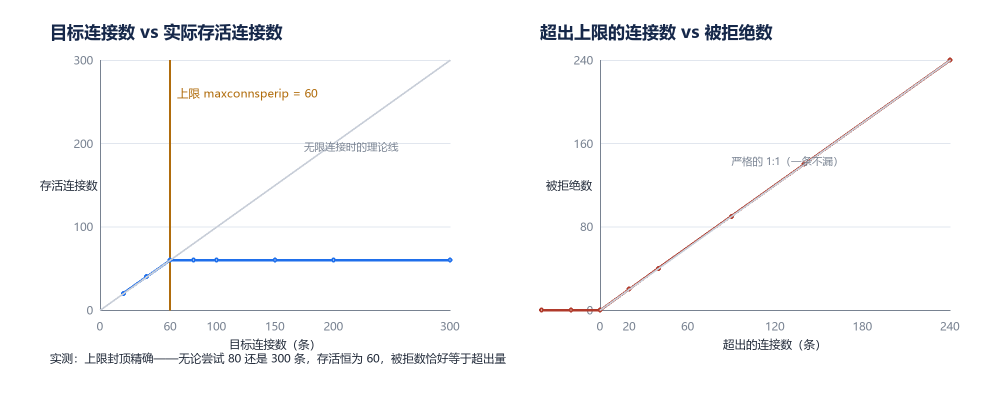 目标连接数 vs 实际存活连接数
300
上限 maxconnsperip = 60
200
无限连接时的理论线
存活连接数
100
0
0 60 100 150 200 300
目标连接数（条）
超出上限的连接数 vs 被拒绝数
240
160
严格的 1:1（一条不漏）
被拒绝数
80
0
0 20 60 120 180 240
超出的连接数（条）
实测：上限封顶精确——无论尝试 80 还是 300 条，存活恒为 60，被拒数恰好等于超出量